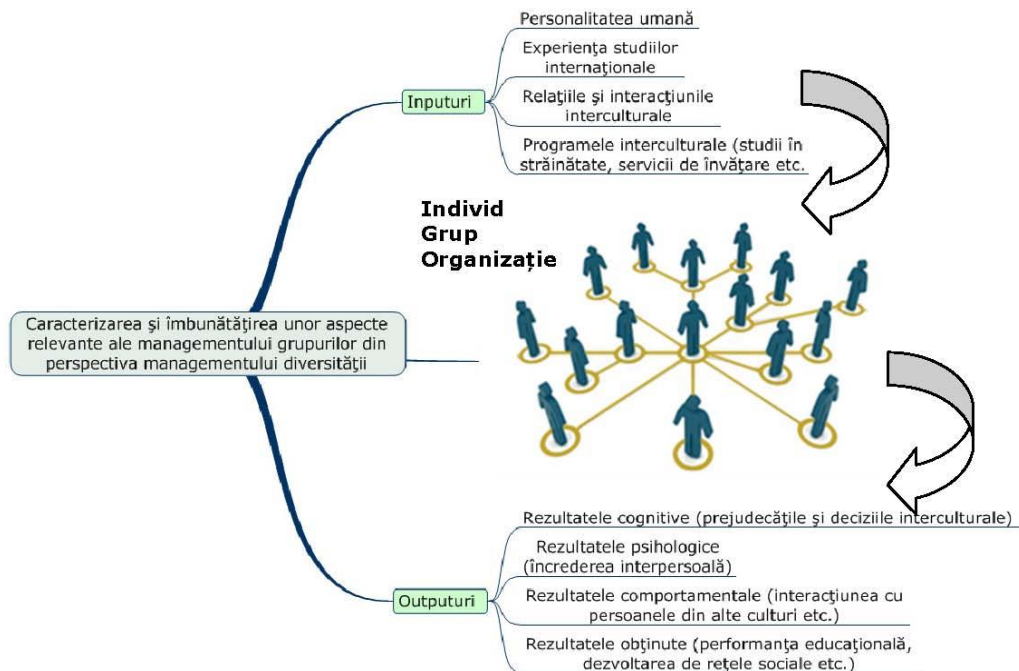 Personalitatea umană
Experienţa studiilor
internaţionale
Inputuri
Relaţiile şi interacţiunile
interculturale
Programele interculturale (studii în
străinătate, servicii de învăţare etc.
Individ
Grup
Organizație
Caracterizarea şi îmbunătăţirea unor aspecte
relevante ale managementului grupurilor din
perspectiva managementului diversităţii
Rezultatele cognitive (prejudecăţile şi deciziile interculturale)
Rezultatele psihologice
(încrederea interpersoală)
Outputuri
Rezultatele comportamentale (interacţiunea cu
persoanele din alte culturi etc.)
Rezultatele obţinute (performanţa educaţională,
dezvoltarea de reţele sociale etc.)